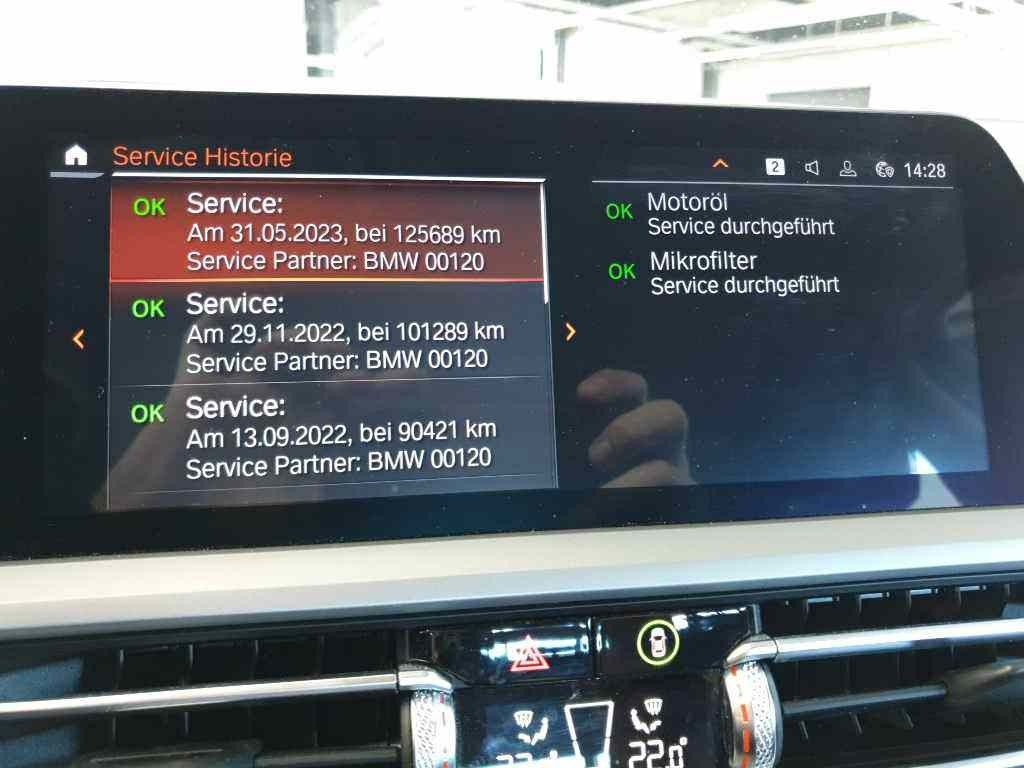 Service Historie
2
14:28
OK Service:
Am 31.05.2023, bei 125689 km
Service Partner: BMW 00120
OK Service:
Am 29.11.2022, bei 101289 km
Service Partner: BMW 00120
OK Service:
Am 13.09.2022, bei 90421 km
Service Partner: BMW 00120
OK Motoröl
Service durchgeführt
OK Mikrofilter
Service durchgeführt
22.0°